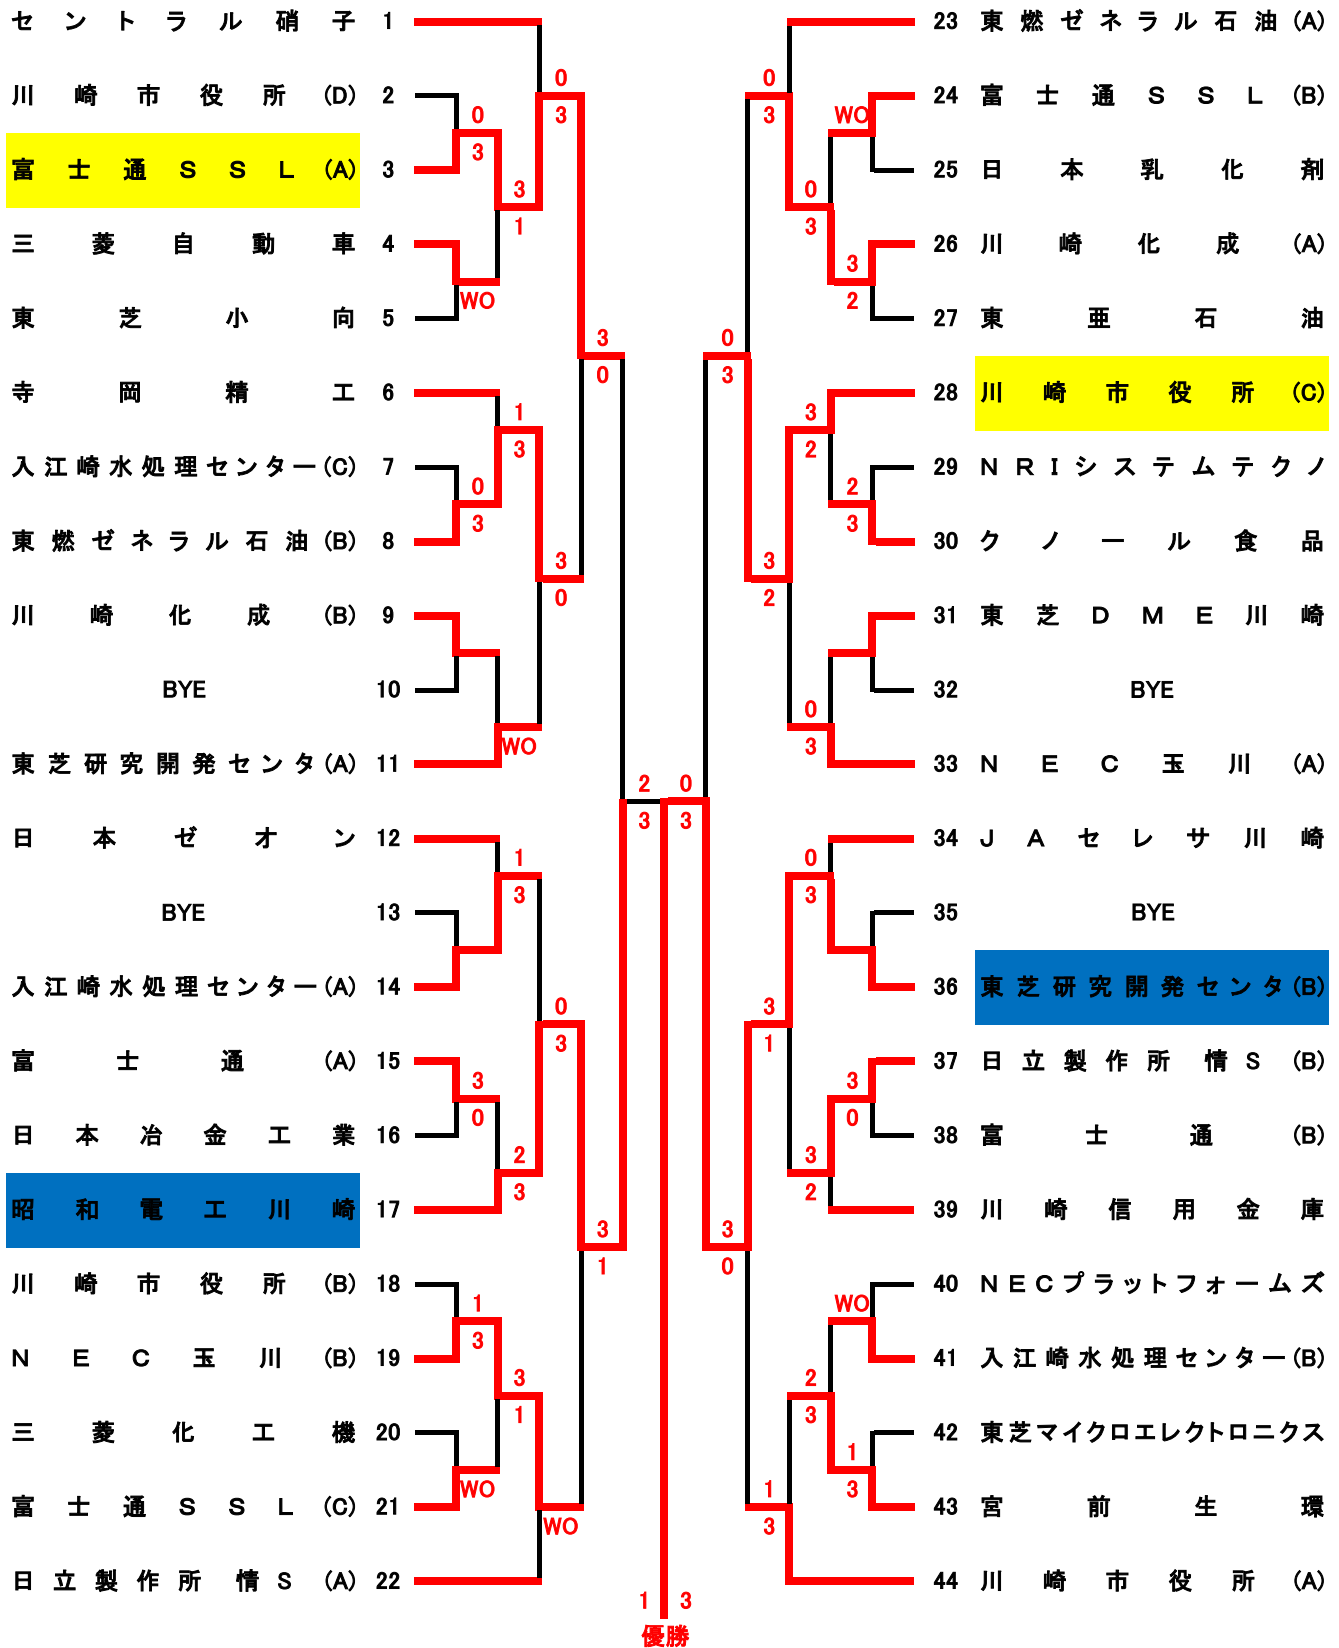 セントラル硝子 1
23 東燃ゼネラル石油(A)
0
0
川崎市役所(D) 2
24 富士通SSL(B)
0
3
3
WO
富士通SSL(A) 3
3
25 日本乳化剤
3
0
1
3
三菱自動車 4
26 川崎化成(A)
3
WO
2
東芝小向 5
27 東亜石油
3
0
0
3
寺岡精工 6
28 川崎市役所(C)
1
3
3
2
入江崎水処理センター(C) 7
29 NRIシステムテクノ
0
2
3
3
東燃ゼネラル石油(B) 8
30 クノール食品
3
3
0
2
川崎化成(B) 9
31 東芝DME川崎
BYE 10
32 BYE
0
WO
3
東芝研究開発センタ(A) 11
33 NEC玉川(A)
2
0
3
3
日本ゼオン 12
34 JAセレサ川崎
1
0
3
3
BYE 13
35 BYE
入江崎水処理センター(A) 14
36 東芝研究開発センタ(B)
0
3
3
1
富士通(A) 15
37 日立製作所情S(B)
3
3
0
0
日本冶金工業 16
38 富士通(B)
2
3
3
2
昭和電工川崎 17
39 川崎信用金庫
3
3
1
0
川崎市役所(B) 18
40 NECプラットフォームズ
1
WO
3
NEC玉川(B) 19
41 入江崎水処理センター(B)
3
2
1
3
三菱化工機 20
42 東芝マイクロエレクトロニクス
1
WO
3
富士通SSL(C) 21
1
43 宮前生環
WO
3
日立製作所情S(A) 22
44 川崎市役所(A)
1 3
優勝